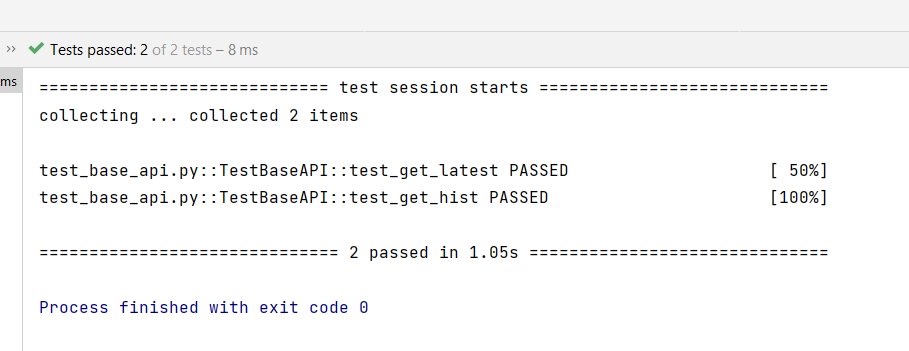 ›› ✔ Tests passed: 2 of 2 tests – 8 ms
ms
============================= test session starts =============================
collecting ... collected 2 items
test_base_api.py::TestBaseAPI::test_get_latest PASSED                    [ 50%]
test_base_api.py::TestBaseAPI::test_get_hist PASSED                      [100%]
============================== 2 passed in 1.05s ==============================
Process finished with exit code 0